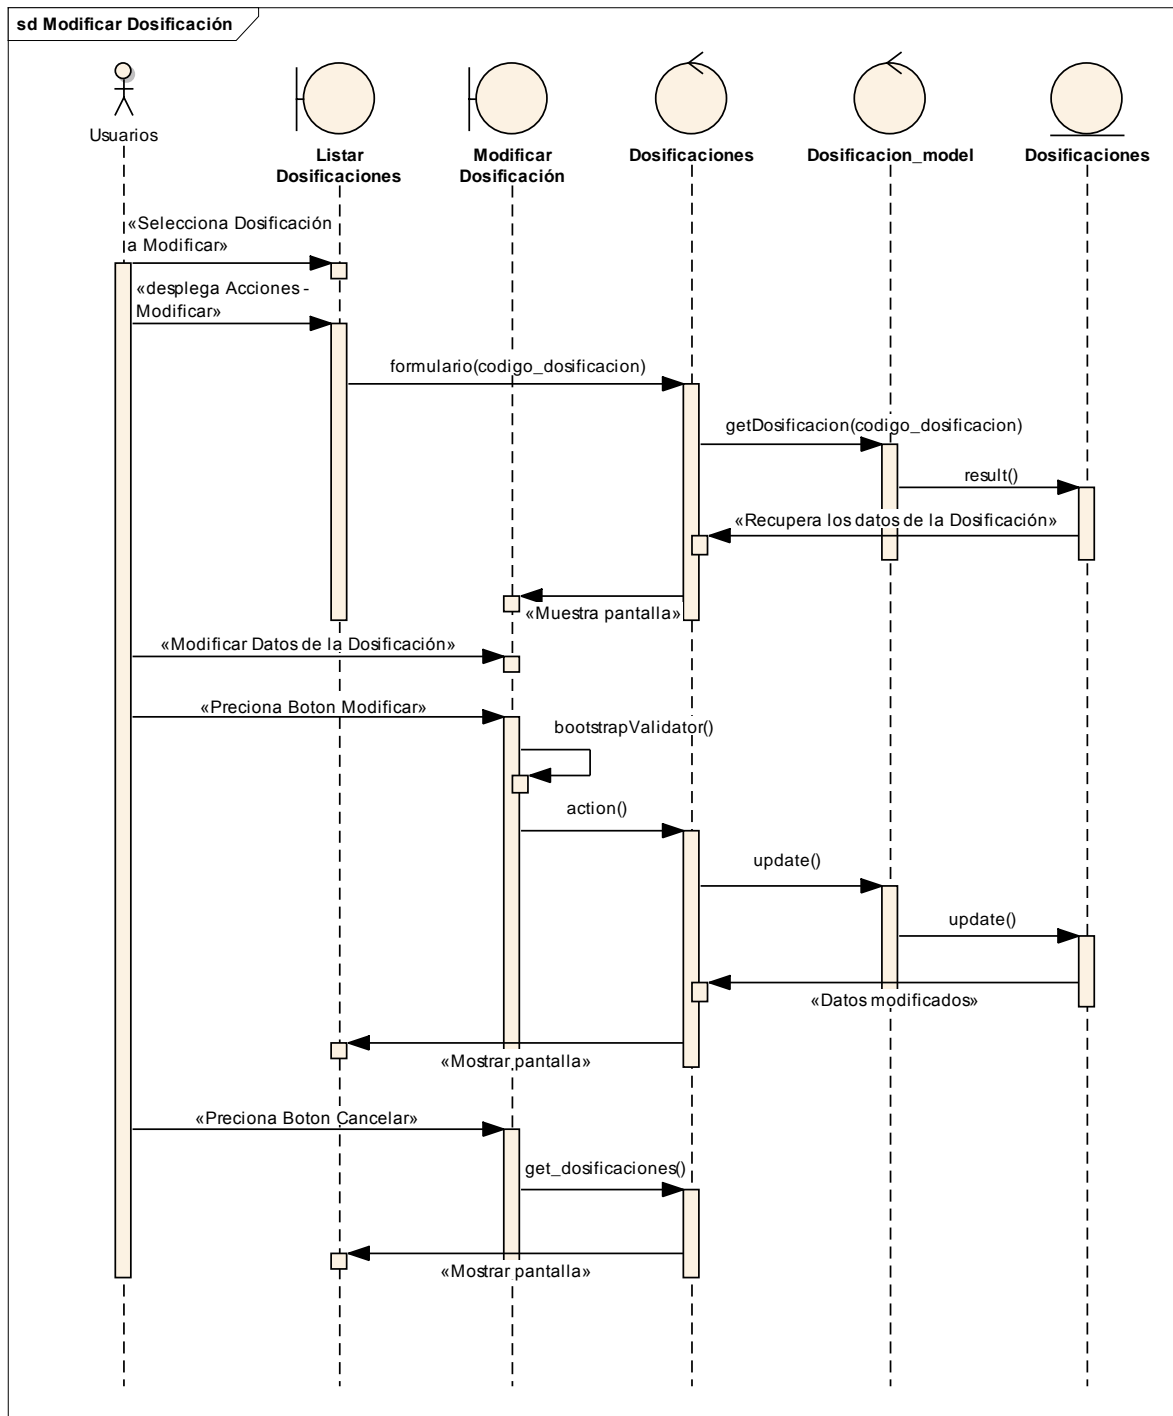 sd Modificar Dosificación
Usuarios
Listar
Dosificaciones
Modificar
Dosificación
Dosificaciones
Dosificacion_model
Dosificaciones
«Selecciona Dosificación
a Modificar»
«desplega Acciones -
Modificar»
formulario(codigo_dosificacion)
getDosificacion(codigo_dosificacion)
result()
«Recupera los datos de la Dosificación»
«Muestra pantalla»
«Modificar Datos de la Dosificación»
«Preciona Boton Modificar»
bootstrapValidator()
action()
update()
update()
«Datos modificados»
«Mostrar pantalla»
«Preciona Boton Cancelar»
get_dosificaciones()
«Mostrar pantalla»